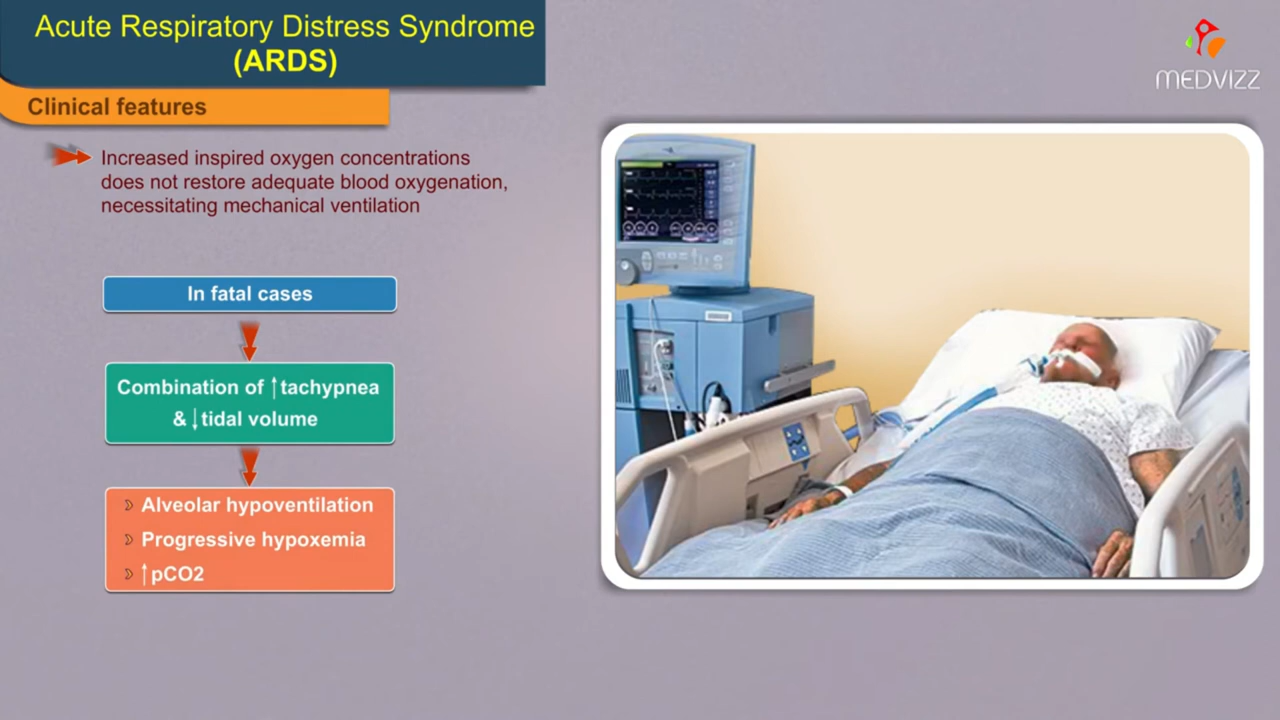 Acute Respiratory Distress Syndrome
(ARDS)
MEDVIZZ
Clinical features
Increased inspired oxygen concentrations
does not restore adequate blood oxygenation,
necessitating mechanical ventilation
In fatal cases
Combination of ↑tachypnea
& ↓tidal volume
Alveolar hypoventilation
Progressive hypoxemia
↑pCO2